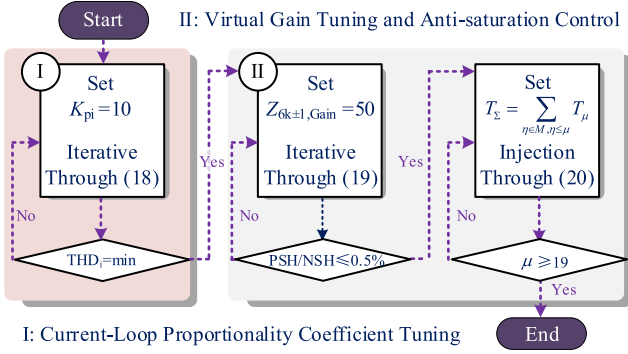 Start
II: Virtual Gain Tuning and Anti-saturation Control
I
Set
K_pi=10
Iterative
Through (18)
No
THD_i=min
Yes
II
Set
Z_6k±1,Gain=50
Iterative
Through (19)
No
PSH/NSH≤0.5%
Yes
Set
T_Σ = ∑_{η∈M,η≤μ} T_μ
Injection
Through (20)
No
μ≥19
Yes
End
I: Current-Loop Proportionality Coefficient Tuning